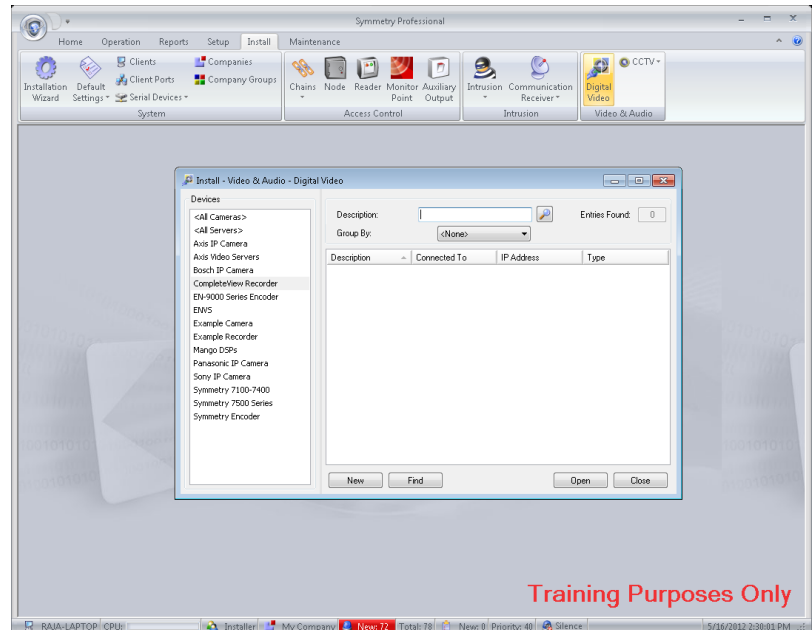 Symmetry Professional
Home Operation Reports Setup Install Maintenance
Installation Wizard
Default Settings
Clients
Client Ports
Serial Devices
Companies
Company Groups
System
Chains
Node
Reader
Monitor Point
Auxiliary Output
Access Control
Intrusion
Communication Receiver
Intrusion
Digital Video
CCTV
Video & Audio
Install - Video & Audio - Digital Video
Devices
<All Cameras>
<All Servers>
Axis IP Camera
Axis Video Servers
Bosch IP Camera
CompleteView Recorder
EN-9000 Series Encoder
ENVS
Example Camera
Example Recorder
Mango DSPs
Panasonic IP Camera
Sony IP Camera
Symmetry 7100-7400
Symmetry 7500 Series
Symmetry Encoder
Description:
Entries Found: 0
Group By: <None>
Description Connected To IP Address Type
New Find Open Close
Training Purposes Only
RAJA-LAPTOP CPU: Installer My Company New: 72 Total: 78 New: 0 Priority: 40 Silence 5/16/2012 2:30:01 PM